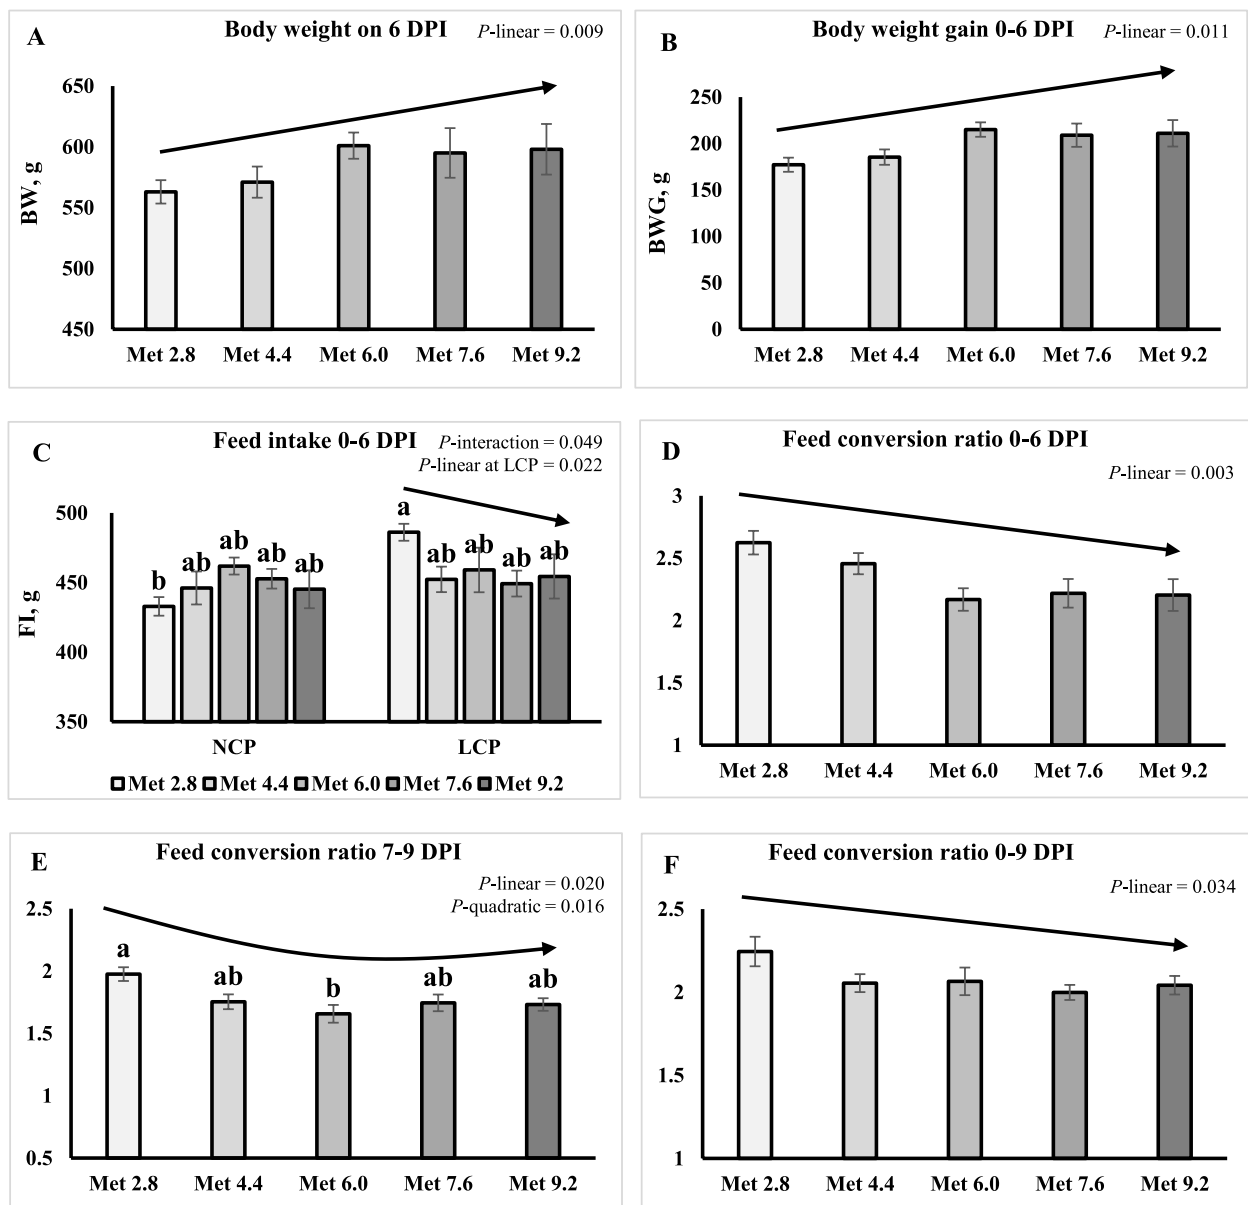 A
Body weight on 6 DPI
P-linear = 0.009
BW, g
650
600
550
500
450
Met 2.8 Met 4.4 Met 6.0 Met 7.6 Met 9.2
B
Body weight gain 0-6 DPI
P-linear = 0.011
BWG, g
250
200
150
100
50
0
Met 2.8 Met 4.4 Met 6.0 Met 7.6 Met 9.2
C
Feed intake 0-6 DPI
P-interaction = 0.049
P-linear at LCP = 0.022
FI, g
500
450
400
350
b ab ab ab ab
a ab ab ab ab
NCP LCP
Met 2.8 Met 4.4 Met 6.0 Met 7.6 Met 9.2
D
Feed conversion ratio 0-6 DPI
P-linear = 0.003
3
2.5
2
1.5
1
Met 2.8 Met 4.4 Met 6.0 Met 7.6 Met 9.2
E
Feed conversion ratio 7-9 DPI
P-linear = 0.020
P-quadratic = 0.016
2.5
2
1.5
1
0.5
a ab b ab ab
Met 2.8 Met 4.4 Met 6.0 Met 7.6 Met 9.2
F
Feed conversion ratio 0-9 DPI
P-linear = 0.034
2.5
2
1.5
1
Met 2.8 Met 4.4 Met 6.0 Met 7.6 Met 9.2